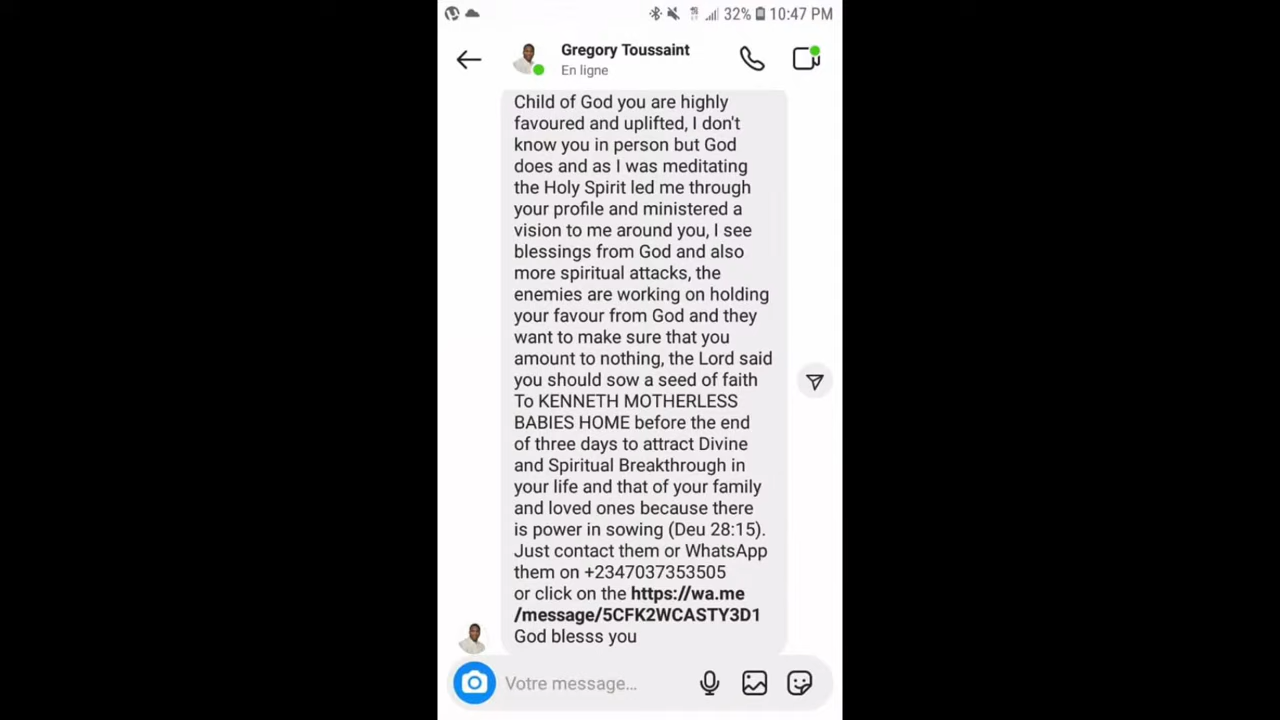 32% 10:47 PM
Gregory Toussaint
En ligne
Child of God you are highly
favoured and uplifted, I don't
know you in person but God
does and as I was meditating
the Holy Spirit led me through
your profile and ministered a
vision to me around you, I see
blessings from God and also
more spiritual attacks, the
enemies are working on holding
your favour from God and they
want to make sure that you
amount to nothing, the Lord said
you should sow a seed of faith
To KENNETH MOTHERLESS
BABIES HOME before the end
of three days to attract Divine
and Spiritual Breakthrough in
your life and that of your family
and loved ones because there
is power in sowing (Deu 28:15).
Just contact them or WhatsApp
them on +2347037353505
or click on the https://wa.me
/message/5CFK2WCASTY3D1
God blesss you
Votre message...